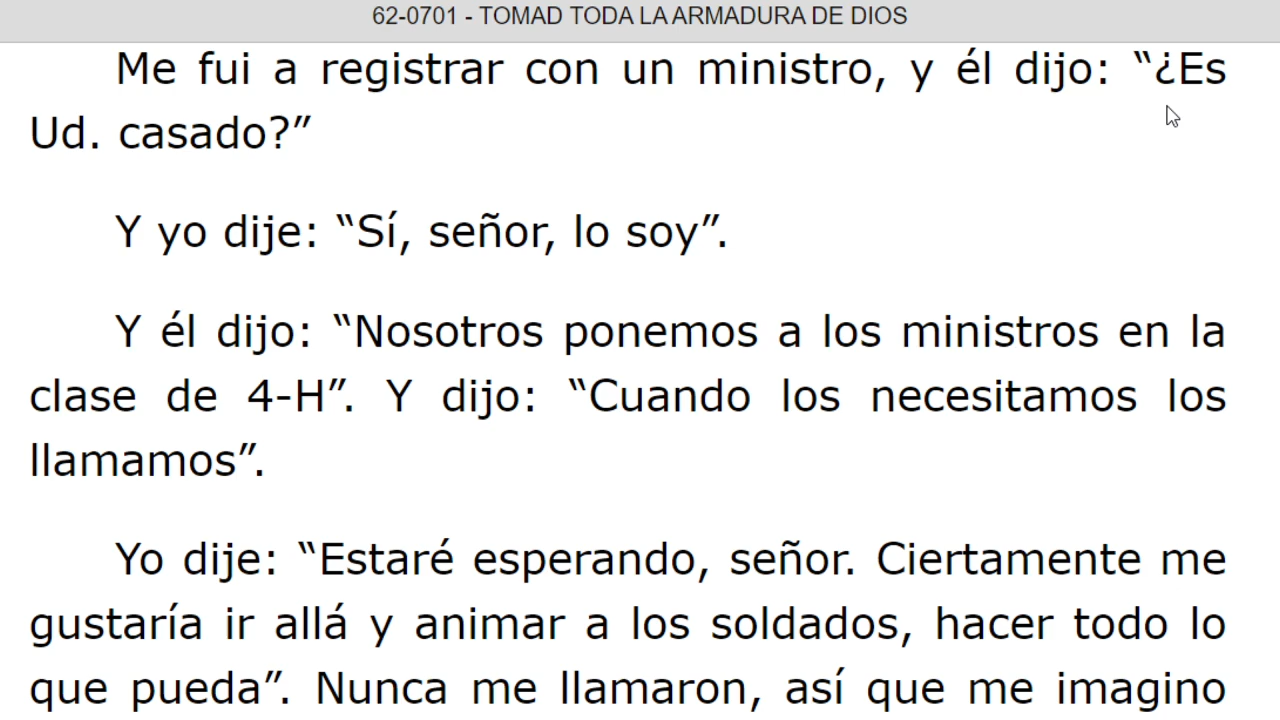 62-0701 - TOMAD TODA LA ARMADURA DE DIOS
Me fui a registrar con un ministro, y él dijo: “¿Es
Ud. casado?”
Y yo dije: “Sí, señor, lo soy”.
Y él dijo: “Nosotros ponemos a los ministros en la
clase de 4-H”. Y dijo: “Cuando los necesitamos los
llamamos”.
Yo dije: “Estaré esperando, señor. Ciertamente me
gustaría ir allá y animar a los soldados, hacer todo lo
que pueda”. Nunca me llamaron, así que me imagino